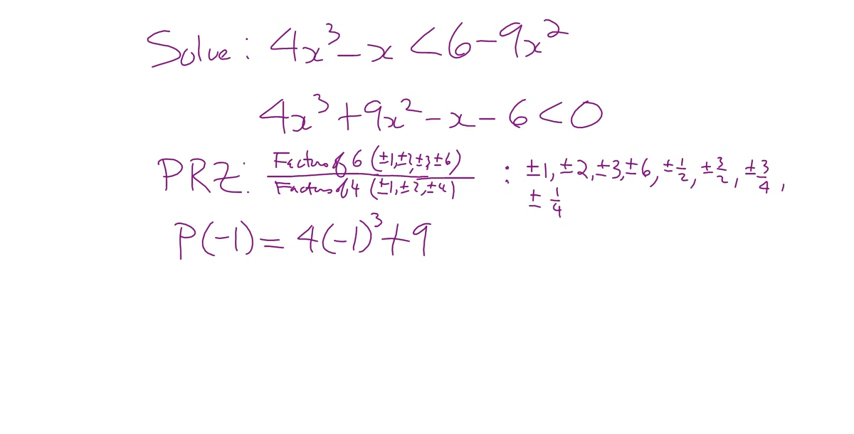 Solve: 4x³ - x < 6 - 9x²
4x³ + 9x² - x - 6 < 0
PRZ: Factors of 6 (±1, ±2, ±3, ±6) / Factors of 4 (±1, ±2, ±4) : ±1, ±2, ±3, ±6, ±1/2, ±3/2, ±3/4,
±1/4
P(-1) = 4(-1)³ + 9